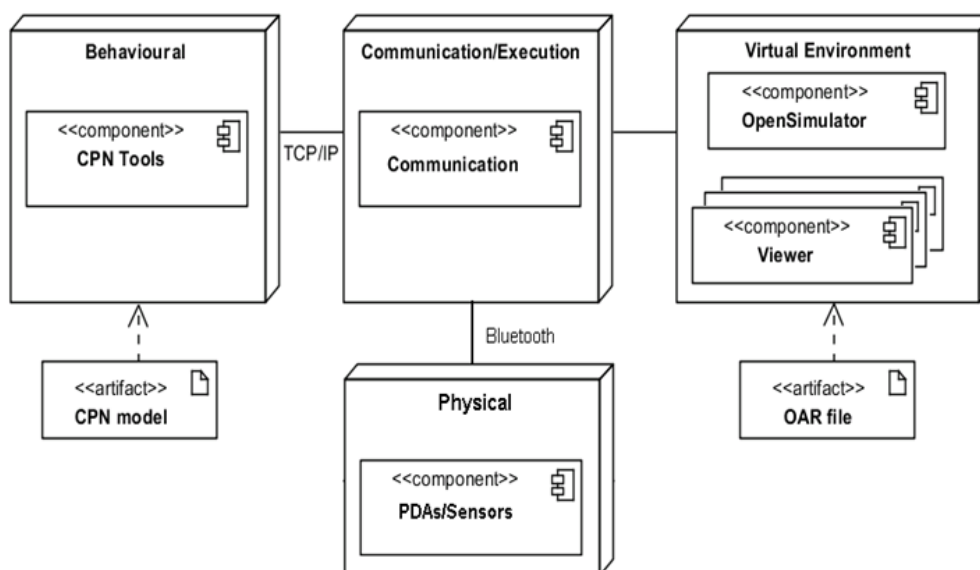 Behavioural
<<component>>
CPN Tools
TCP/IP
Communication/Execution
<<component>>
Communication
Virtual Environment
<<component>>
OpenSimulator
<<component>>
Viewer
Bluetooth
<<artifact>>
CPN model
Physical
<<component>>
PDAs/Sensors
<<artifact>>
OAR file